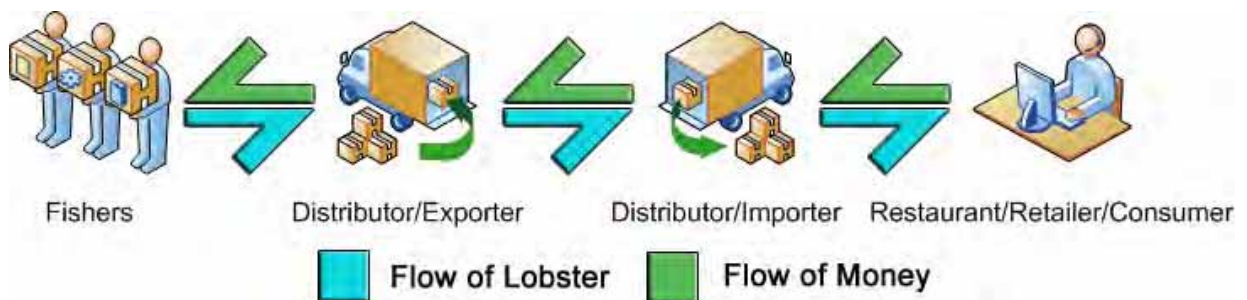 Fishers
Distributor/Exporter
Distributor/Importer
Restaurant/Retailer/Consumer
Flow of Lobster
Flow of Money